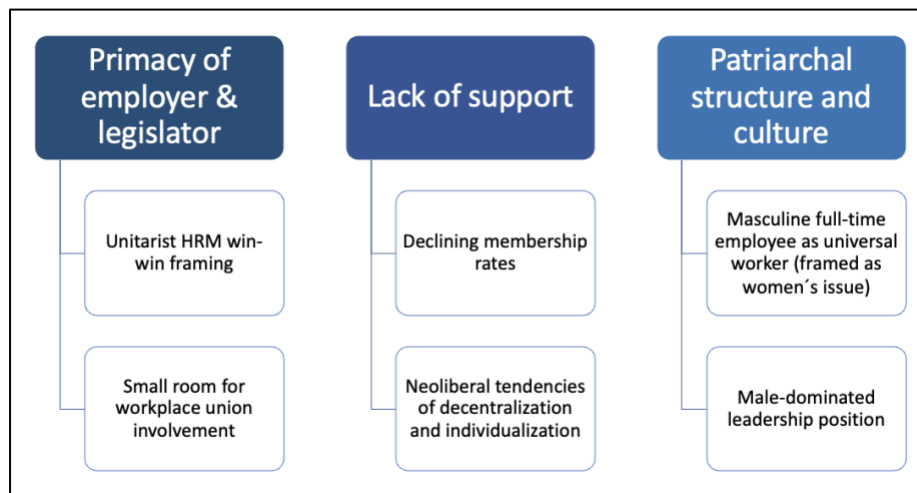 Primacy of
employer &
legislator
Unitarist HRM win-
win framing
Small room for
workplace union
involvement
Lack of support
Declining membership
rates
Neoliberal tendencies
of decentralization
and individualization
Patriarchal
structure and
culture
Masculine full-time
employee as universal
worker (framed as
women´s issue)
Male-dominated
leadership position